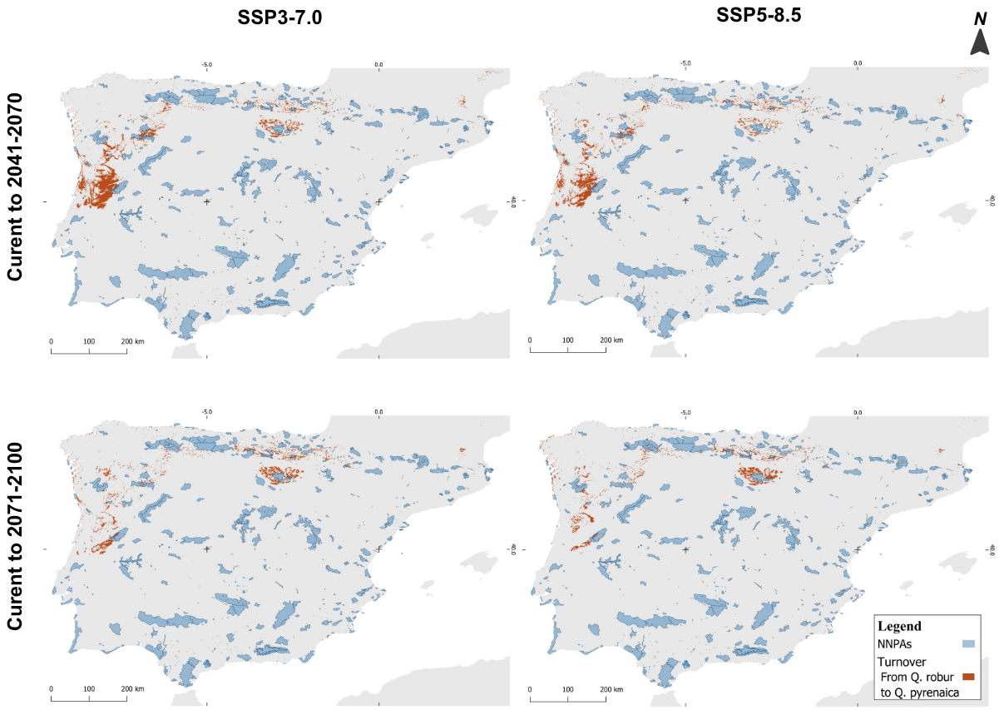 SSP3-7.0
SSP5-8.5
N
Curent to 2041-2070
-5.0
0.0
40.0
0 100 200 km
-5.0
0.0
40.0
0 100 200 km
Curent to 2071-2100
-5.0
0.0
40.0
0 100 200 km
-5.0
0.0
40.0
0 100 200 km
Legend
NNPAs
Turnover
From Q. robur
to Q. pyrenaica